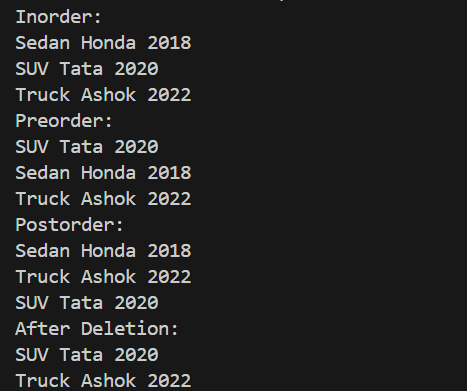 Inorder:
Sedan Honda 2018
SUV Tata 2020
Truck Ashok 2022
Preorder:
SUV Tata 2020
Sedan Honda 2018
Truck Ashok 2022
Postorder:
Sedan Honda 2018
Truck Ashok 2022
SUV Tata 2020
After Deletion:
SUV Tata 2020
Truck Ashok 2022